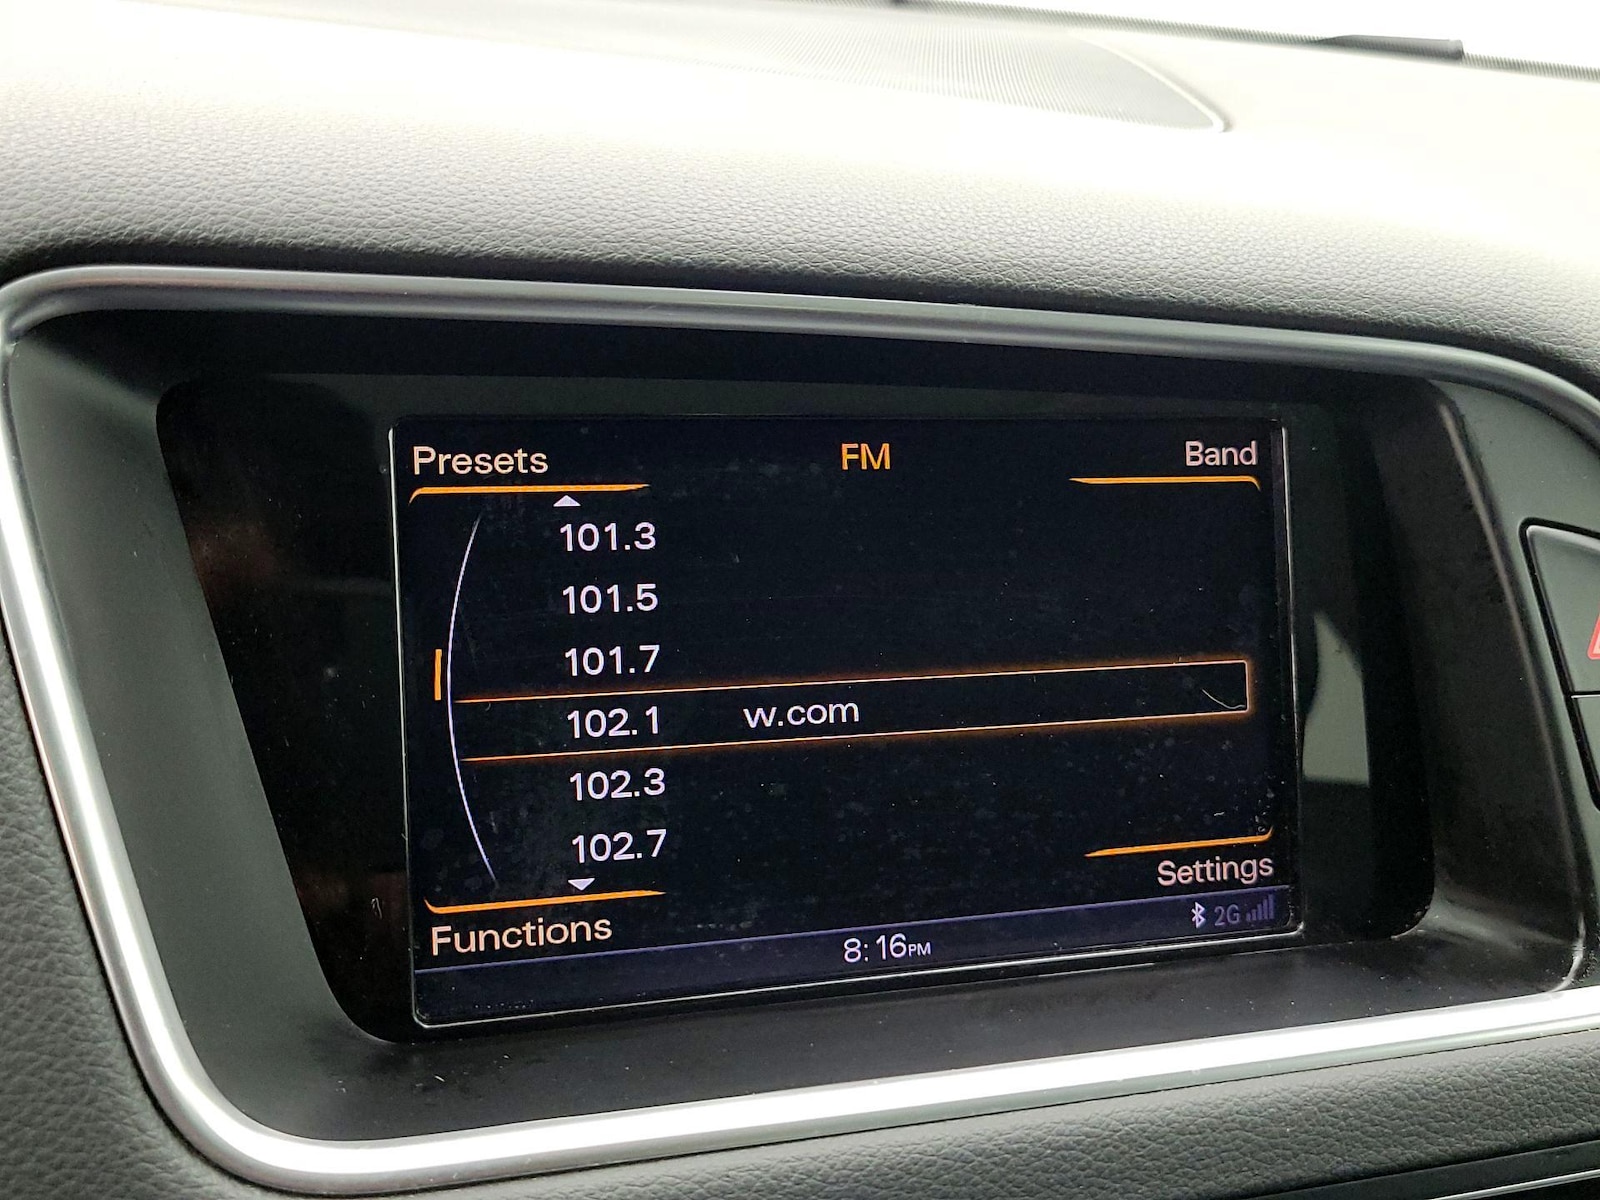 Presets FM Band
101.3
101.5
101.7
102.1 w.com
102.3
102.7
Settings
Functions
2G
8:16PM